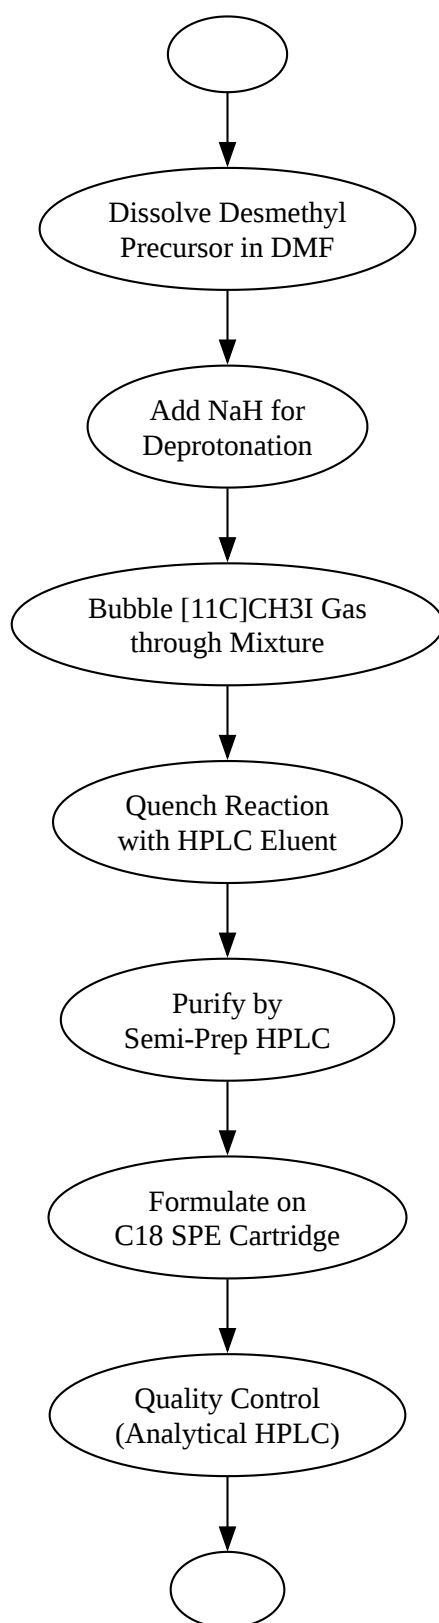 Dissolve Desmethyl
Precursor in DMF
Add NaH for
Deprotonation
Bubble [11C]CH3I Gas
through Mixture
Quench Reaction
with HPLC Eluent
Purify by
Semi-Prep HPLC
Formulate on
C18 SPE Cartridge
Quality Control
(Analytical HPLC)